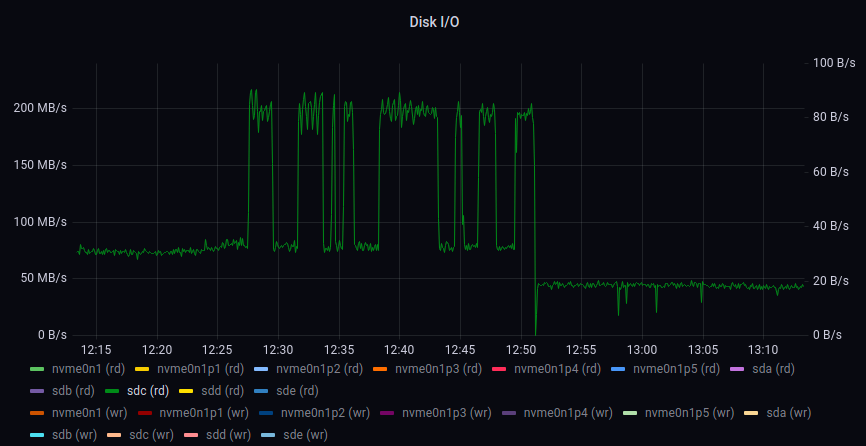 Disk I/O
100 B/s
200 MB/s
80 B/s
150 MB/s
60 B/s
100 MB/s
40 B/s
50 MB/s
20 B/s
0 B/s
0 B/s
12:15 12:20 12:25 12:30 12:35 12:40 12:45 12:50 12:55 13:00 13:05 13:10
nvme0n1 (rd) nvme0n1p1 (rd) nvme0n1p2 (rd) nvme0n1p3 (rd) nvme0n1p4 (rd) nvme0n1p5 (rd) sda (rd)
sdb (rd) sdc (rd) sdd (rd) sde (rd)
nvme0n1 (wr) nvme0n1p1 (wr) nvme0n1p2 (wr) nvme0n1p3 (wr) nvme0n1p4 (wr) nvme0n1p5 (wr) sda (wr)
sdb (wr) sdc (wr) sdd (wr) sde (wr)